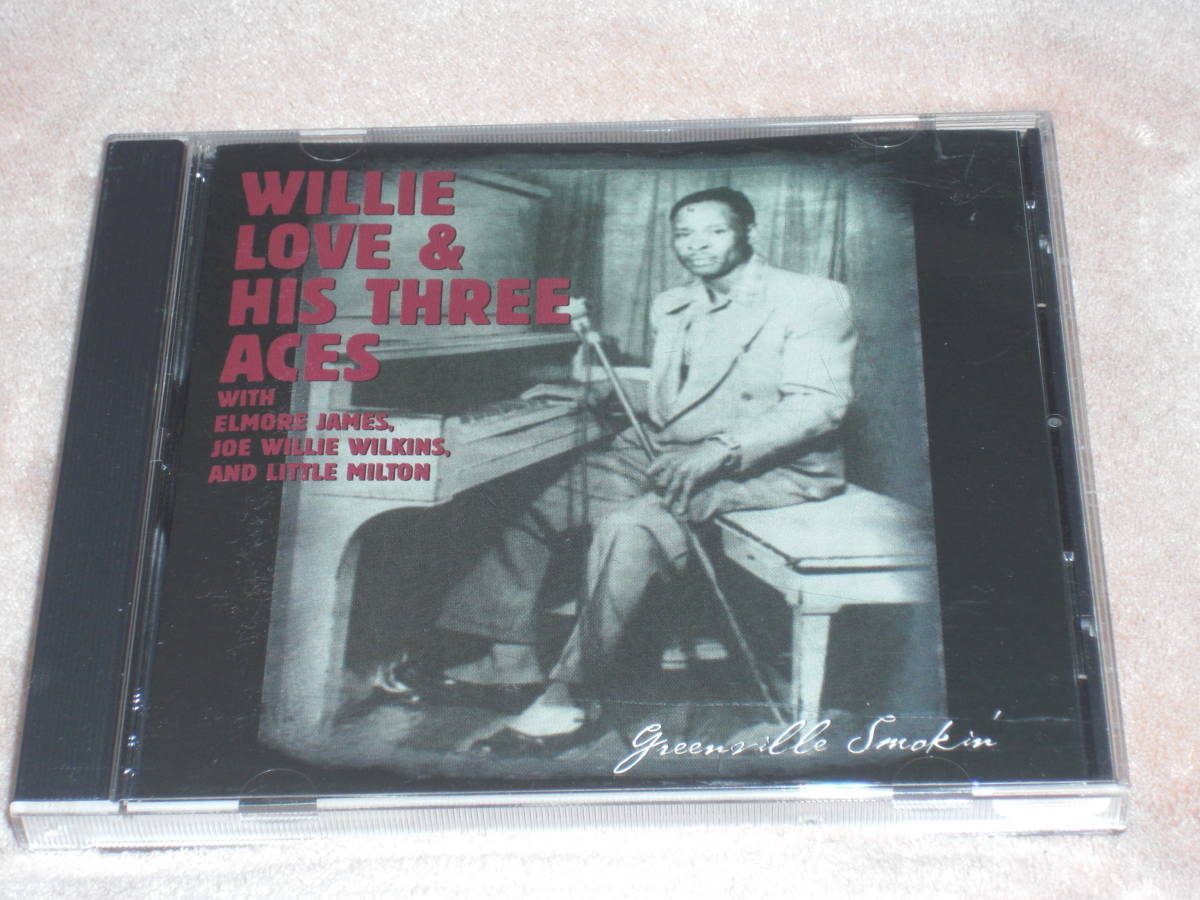 WILLIE
LOVE &
HIS THREE
ACES
WITH
ELMORE JAMES,
JOE WILLIE WILKINS,
AND LITTLE MILTON
Greenville Smokin'